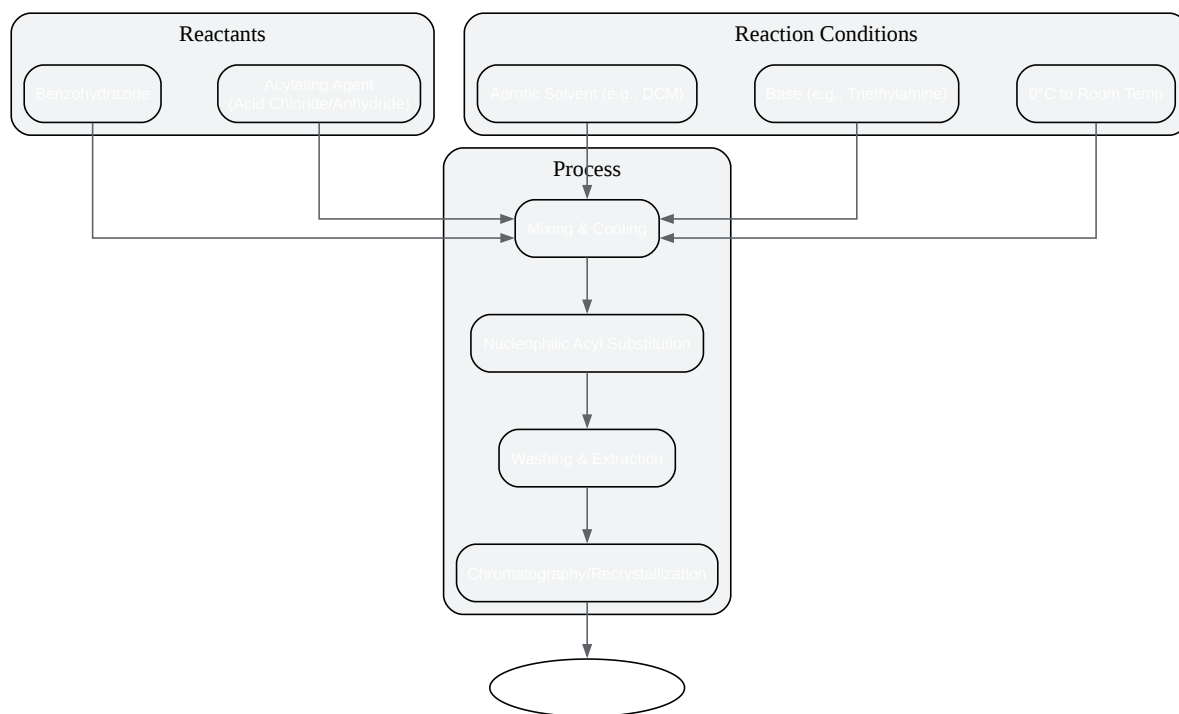 Reactants
Reaction Conditions
Benzohydrazide
Acylating Agent
(Acid Chloride/Anhydride)
Aprotic Solvent (e.g., DCM)
Base (e.g., Triethylamine)
0°C to Room Temp
Process
Mixing & Cooling
Nucleophilic Acyl Substitution
Washing & Extraction
Chromatography/Recrystallization